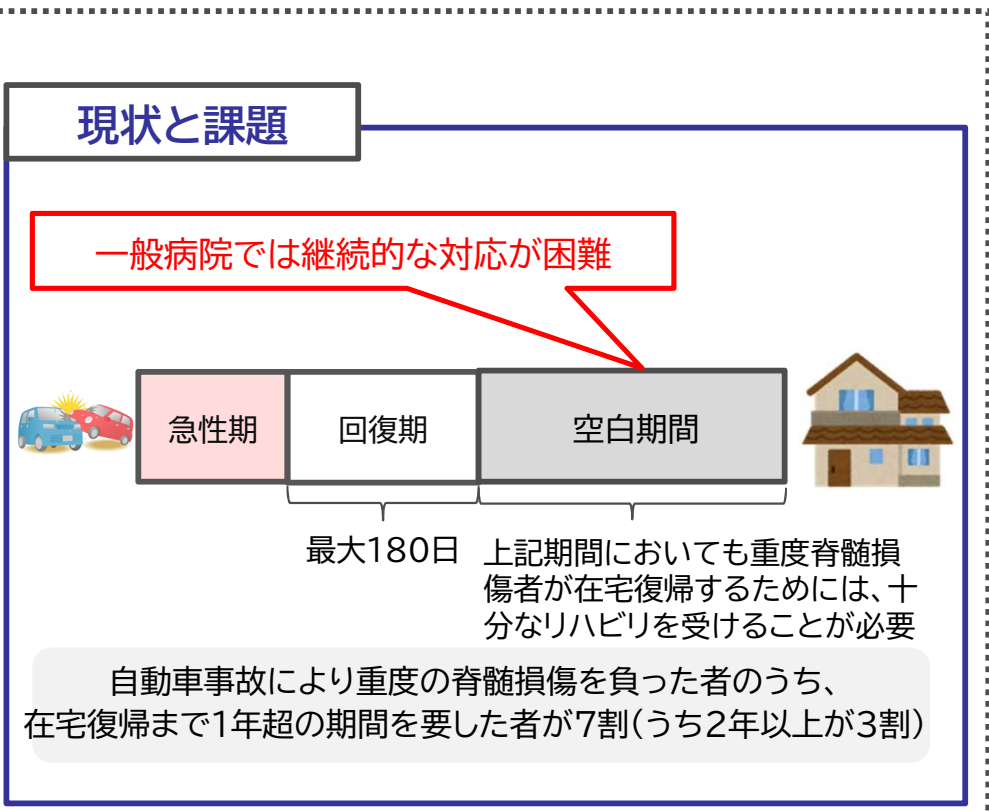 現状と課題
一般病院では継続的な対応が困難
急性期
回復期
空白期間
最大180日
上記期間においても重度脊髄損
傷者が在宅復帰するためには、十
分なリハビリを受けることが必要
自動車事故により重度の脊髄損傷を負った者のうち、
在宅復帰まで1年超の期間を要した者が7割(うち2年以上が3割)